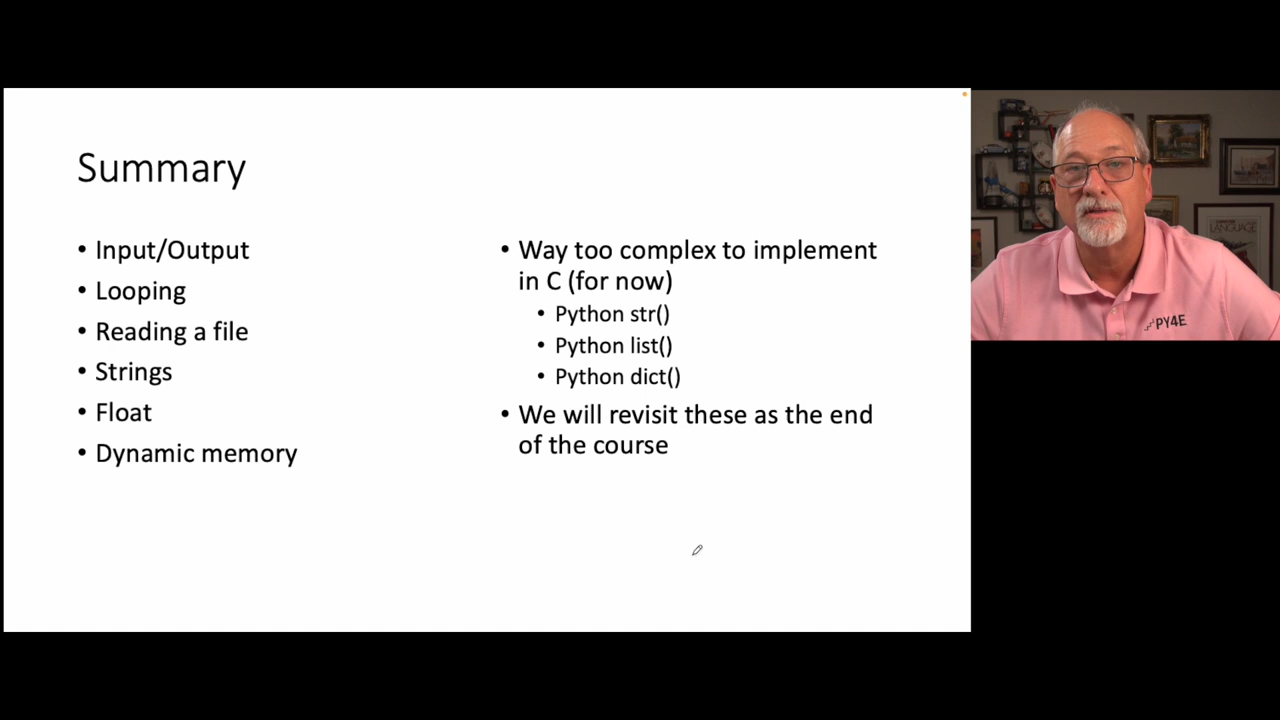 Summary
• Input/Output
• Looping
• Reading a file
• Strings
• Float
• Dynamic memory
• Way too complex to implement
in C (for now)
• Python str()
• Python list()
• Python dict()
• We will revisit these as the end
of the course
PY4E
LANGUAGE